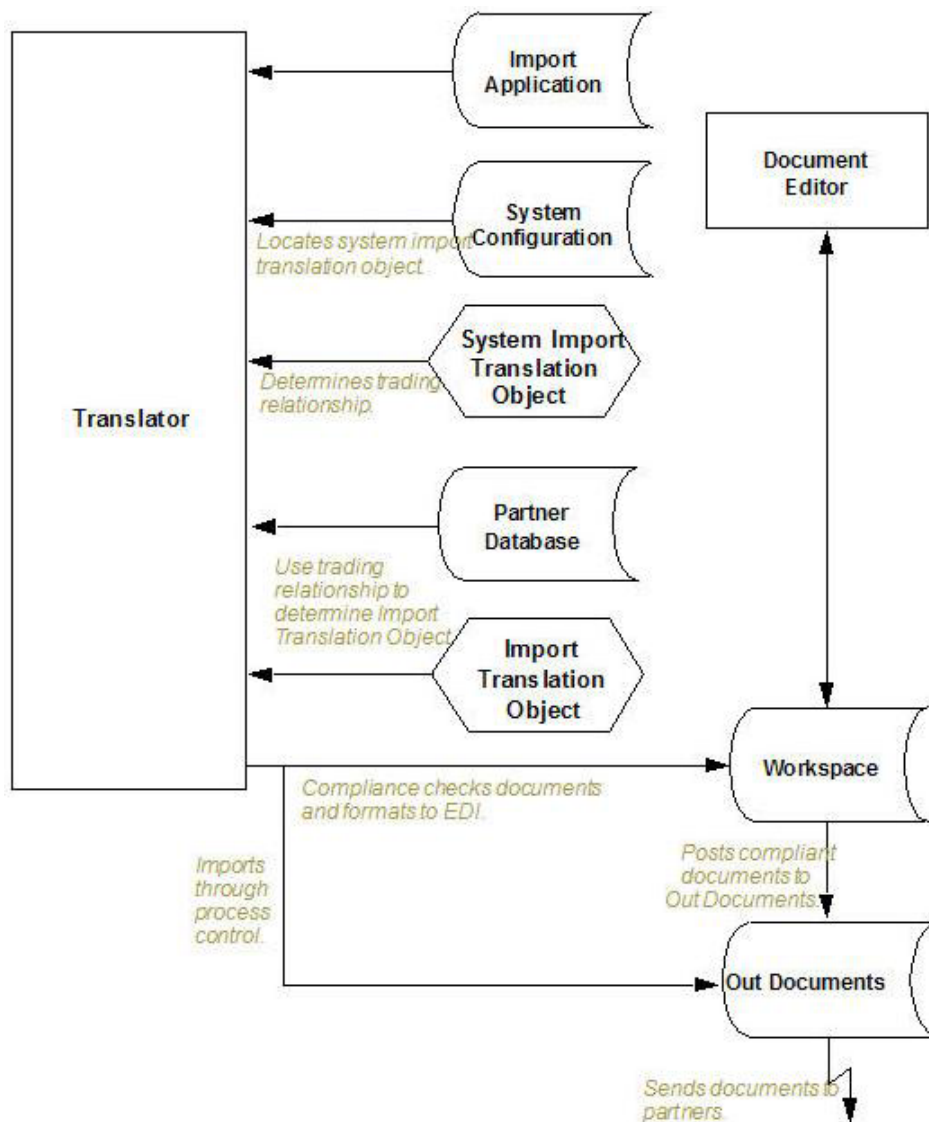 Import
Application
Document
Editor
System
Configuration
Locates system import
translation object.
System Import
Translation
Object
Determines trading
relationship.
Translator
Partner
Database
Use trading
relationship to
determine Import
Translation Object.
Import
Translation
Object
Workspace
Compliance checks documents
and formats to EDI.
Imports
through
process
control.
Posts compliant
documents to
Out Documents.
Out Documents
Sends documents to
partners.